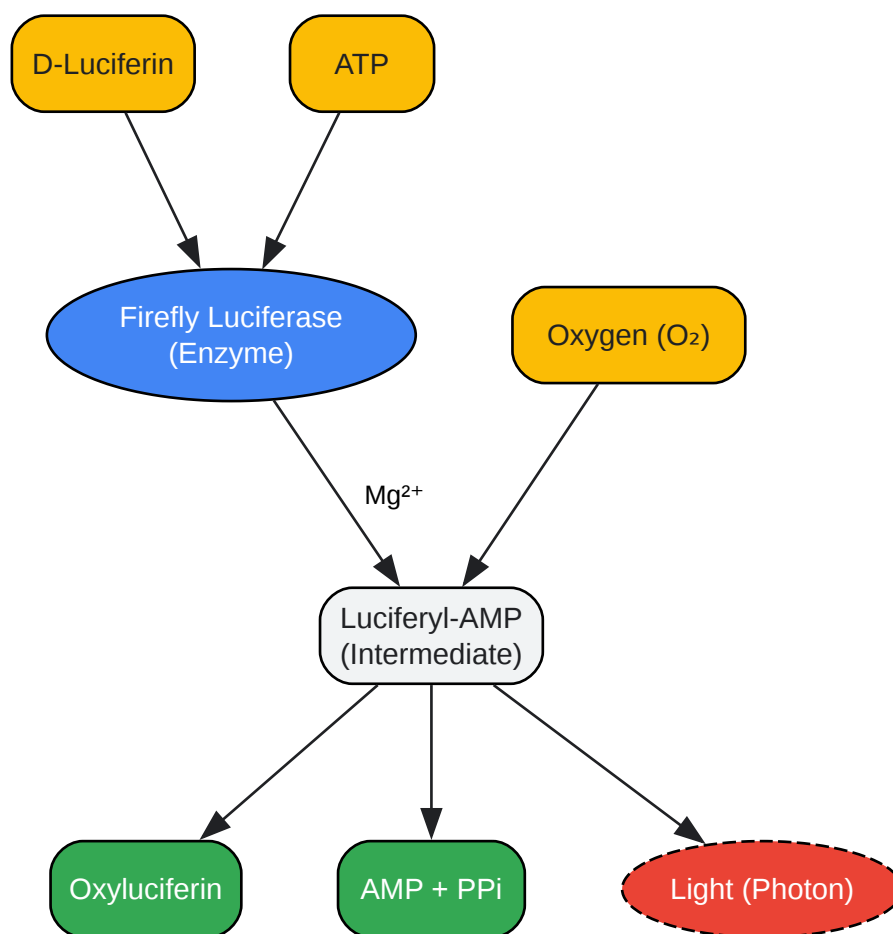 D-Luciferin
ATP
Firefly Luciferase
(Enzyme)
Oxygen (O₂)
Mg²⁺
Luciferyl-AMP
(Intermediate)
Oxyluciferin
AMP + PPi
Light (Photon)